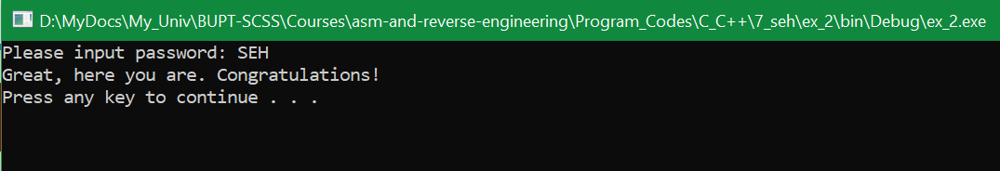 D:\MyDocs\My_Univ\BUPT-SCSS\Courses\asm-and-reverse-engineering\Program_Codes\C_C++\7_seh\ex_2\bin\Debug\ex_2.exe
Please input password: SEH
Great, here you are. Congratulations!
Press any key to continue . . .